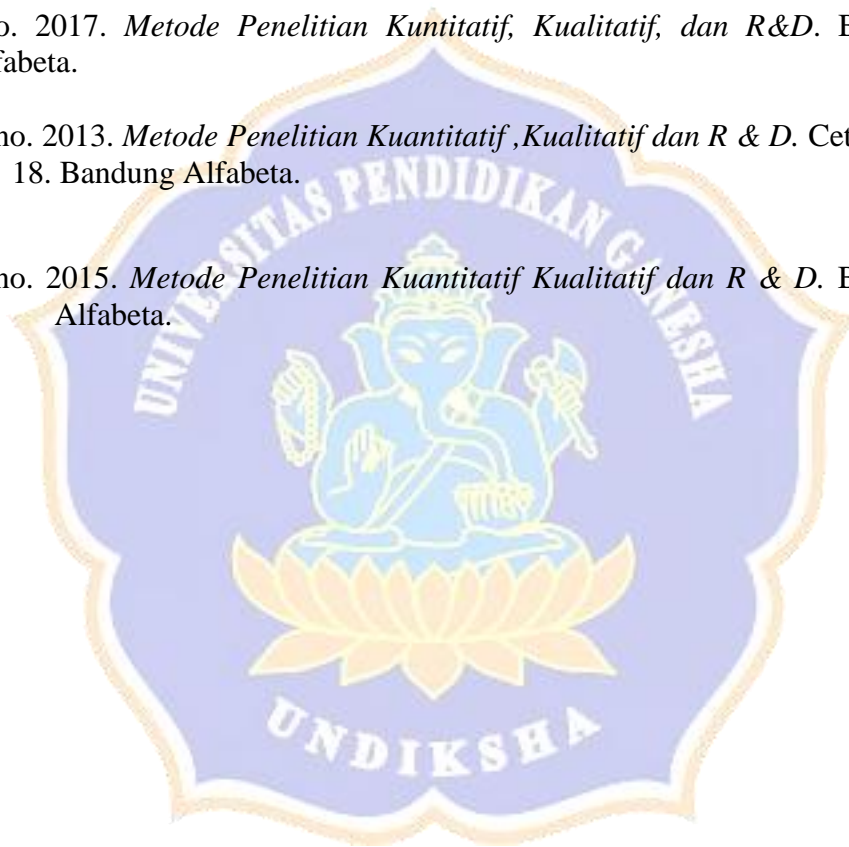 o. 2017. Metode Penelitian Kuntitatif, Kualitatif, dan R&D. B
fabeta.
no. 2013. Metode Penelitian Kuantitatif ,Kualitatif dan R & D. Cet
18. Bandung Alfabeta.
no. 2015. Metode Penelitian Kuantitatif Kualitatif dan R & D. B
Alfabeta.
UNIVERSITAS PENDIDIKAN GANESHA
UNDIKSHA